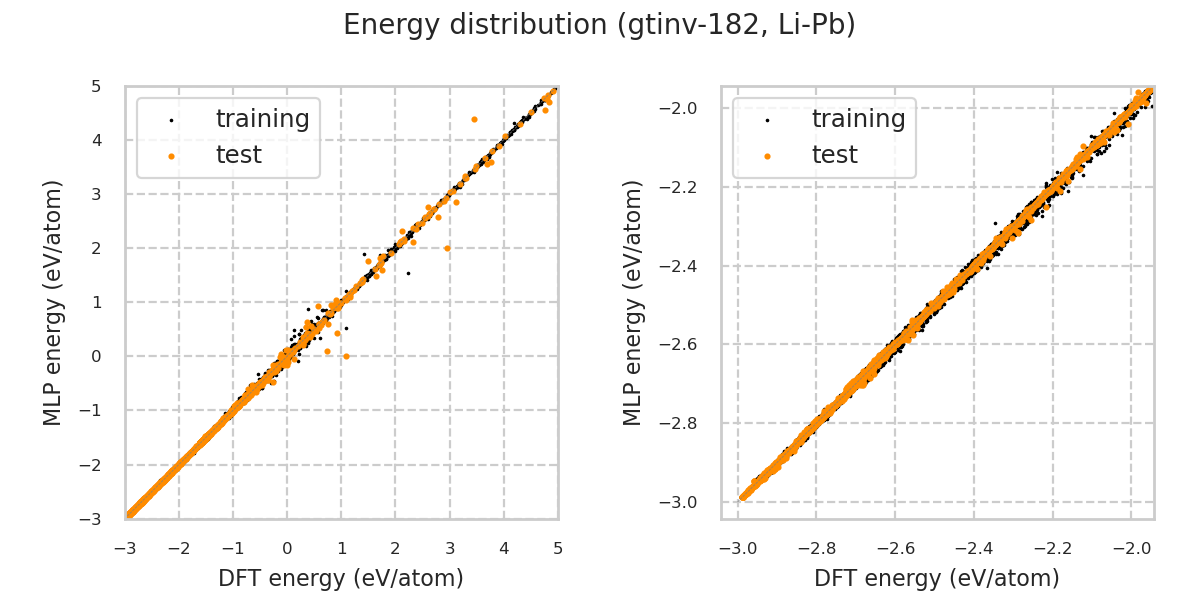 Energy distribution (gtinv-182, Li-Pb)
MLP energy (eV/atom)
5
4
3
2
1
0
−1
−2
−3
training
test
−3 −2 −1 0 1 2 3 4 5
DFT energy (eV/atom)
MLP energy (eV/atom)
−2.0
−2.2
−2.4
−2.6
−2.8
−3.0
training
test
−3.0 −2.8 −2.6 −2.4 −2.2 −2.0
DFT energy (eV/atom)